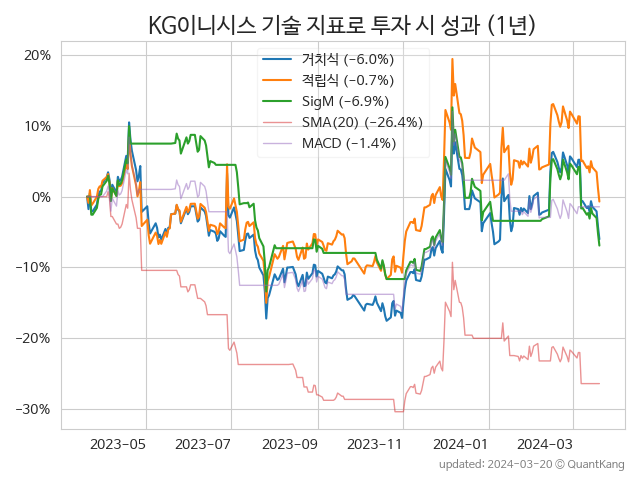 KG이니시스 기술 지표로 투자 시 성과 (1년)
거치식 (−6.0%)
적립식 (−0.7%)
SigM (−6.9%)
SMA(20) (−26.4%)
MACD (−1.4%)
20%
10%
0%
−10%
−20%
−30%
2023−05 2023−07 2023−09 2023−11 2024−01 2024−03
updated: 2024−03−20 © QuantKang